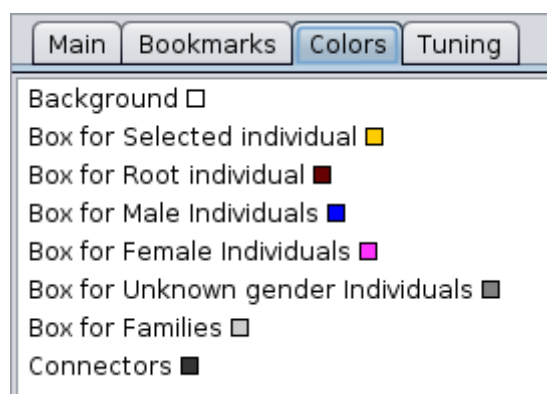 Main Bookmarks Colors Tuning
Background
Box for Selected individual
Box for Root individual
Box for Male Individuals
Box for Female Individuals
Box for Unknown gender Individuals
Box for Families
Connectors